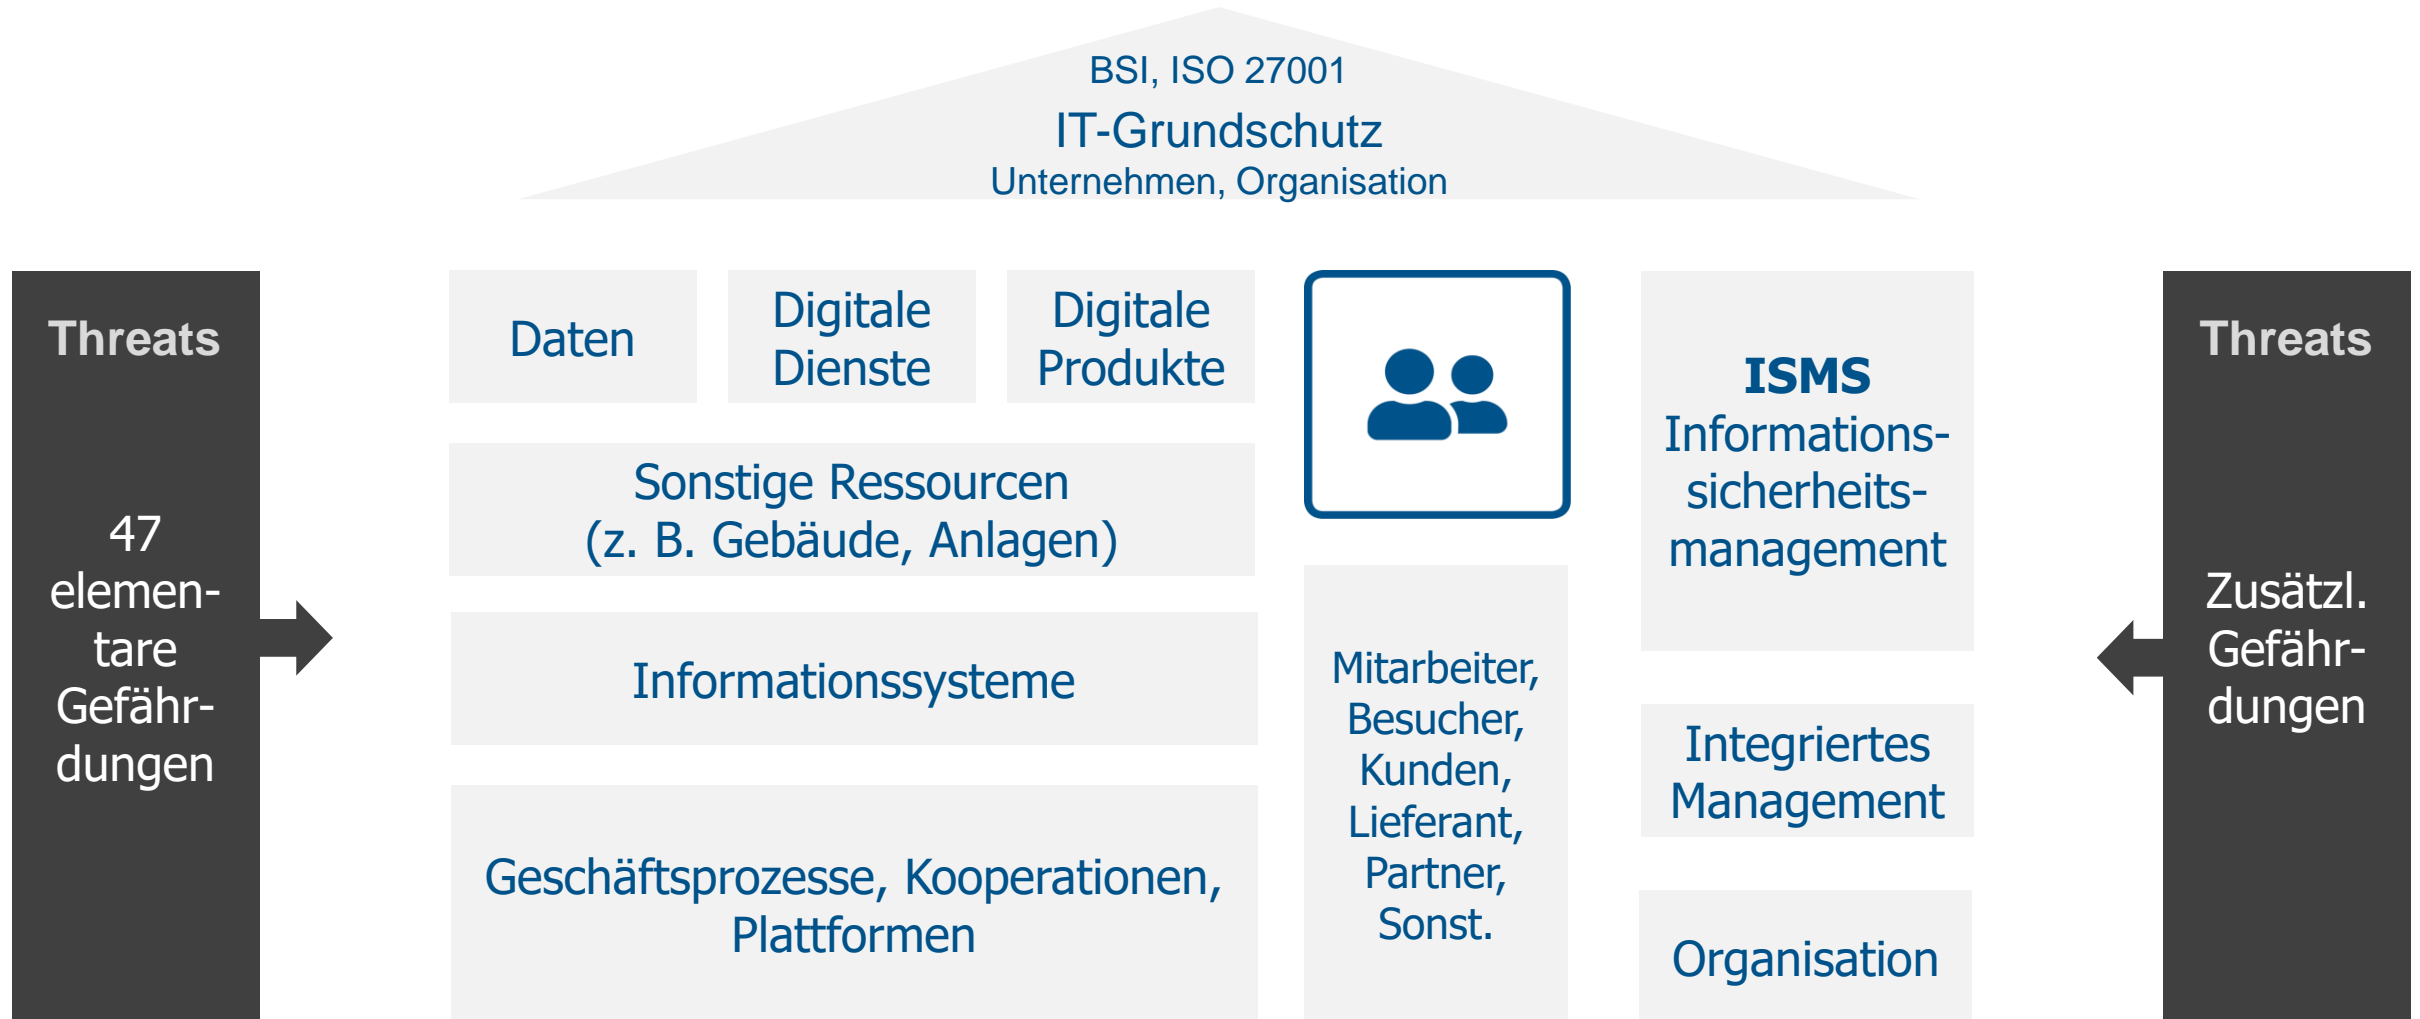 BSI, ISO 27001
IT-Grundschutz
Unternehmen, Organisation
Threats
47
elemen-
tare
Gefähr-
dungen
Daten
Digitale
Dienste
Digitale
Produkte
Sonstige Ressourcen
(z. B. Gebäude, Anlagen)
Informationssysteme
Geschäftsprozesse, Kooperationen,
Plattformen
Mitarbeiter,
Besucher,
Kunden,
Lieferant,
Partner,
Sonst.
ISMS
Informations-
sicherheits-
management
Integriertes
Management
Organisation
Threats
Zusätzl.
Gefähr-
dungen